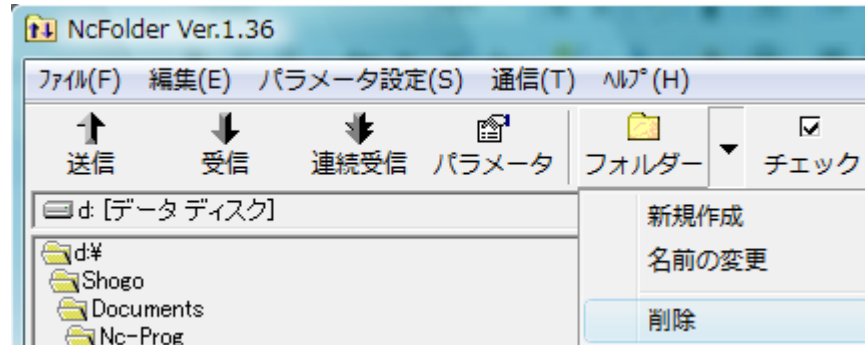 NcFolder Ver.1.36
ﾌｧｲﾙ(F) 編集(E) パラメータ設定(S) 通信(T) ﾍﾙﾌﾟ(H)
送信 受信 連続受信 パラメータ フォルダー チェック
d: [データ ディスク]
新規作成
d:¥
名前の変更
Shogo
Documents
削除
Nc-Prog